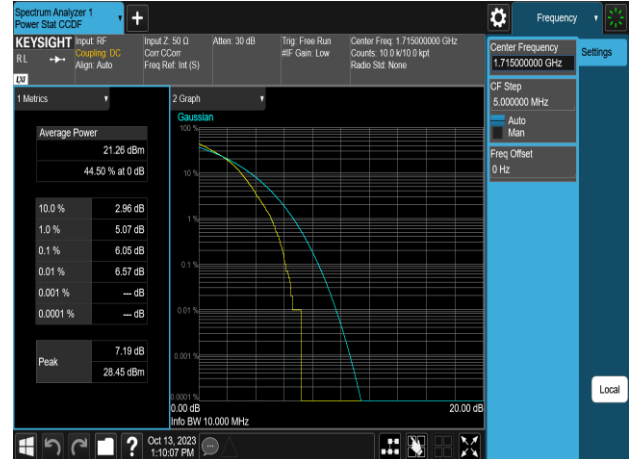 Spectrum Analyzer 1
Power Stat CCDF
Frequency
KEYSIGHT
RL
LXI
Input: RF
Coupling: DC
Align: Auto
Input Z: 50 Ω
Corr CCorr
Freq Ref: Int (S)
Atten: 30 dB
Trig: Free Run
#IF Gain: Low
Center Freq: 1.715000000 GHz
Counts: 10.0 k/10.0 kpt
Radio Std: None
Center Frequency
1.715000000 GHz
Settings
CF Step
5.000000 MHz
Auto
Man
Freq Offset
0 Hz
1 Metrics
Average Power
21.26 dBm
44.50 % at 0 dB
10.0 % 2.96 dB
1.0 % 5.07 dB
0.1 % 6.05 dB
0.01 % 6.57 dB
0.001 % --- dB
0.0001 % --- dB
Peak
7.19 dB
28.45 dBm
2 Graph
Gaussian
100 %
10 %
1 %
0.1 %
0.01 %
0.001 %
0.0001 %
0.00 dB
20.00 dB
Info BW 10.000 MHz
Local
?
Oct 13, 2023
1:10:07 PM